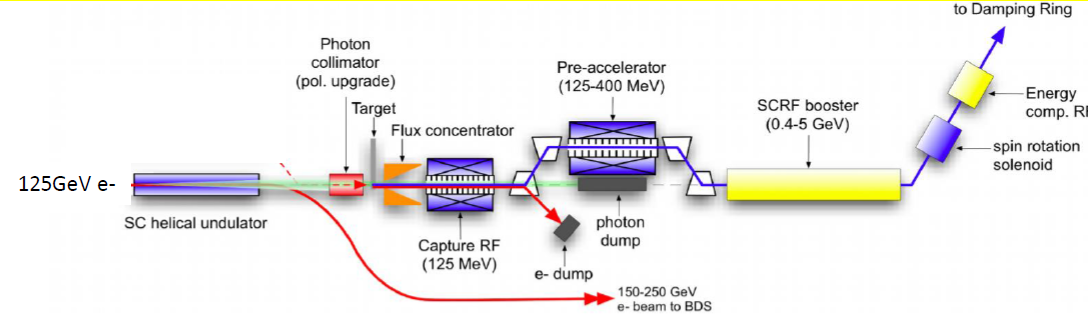 to Damping Ring
Photon
collimator
(pol. upgrade)
Target
Flux concentrator
Pre-accelerator
(125-400 MeV)
SCRF booster
(0.4-5 GeV)
Energy
comp.
spin rotation
solenoid
125GeV e-
SC helical undulator
Capture RF
(125 MeV)
photon
dump
e- dump
150-250 GeV
e- beam to BDS